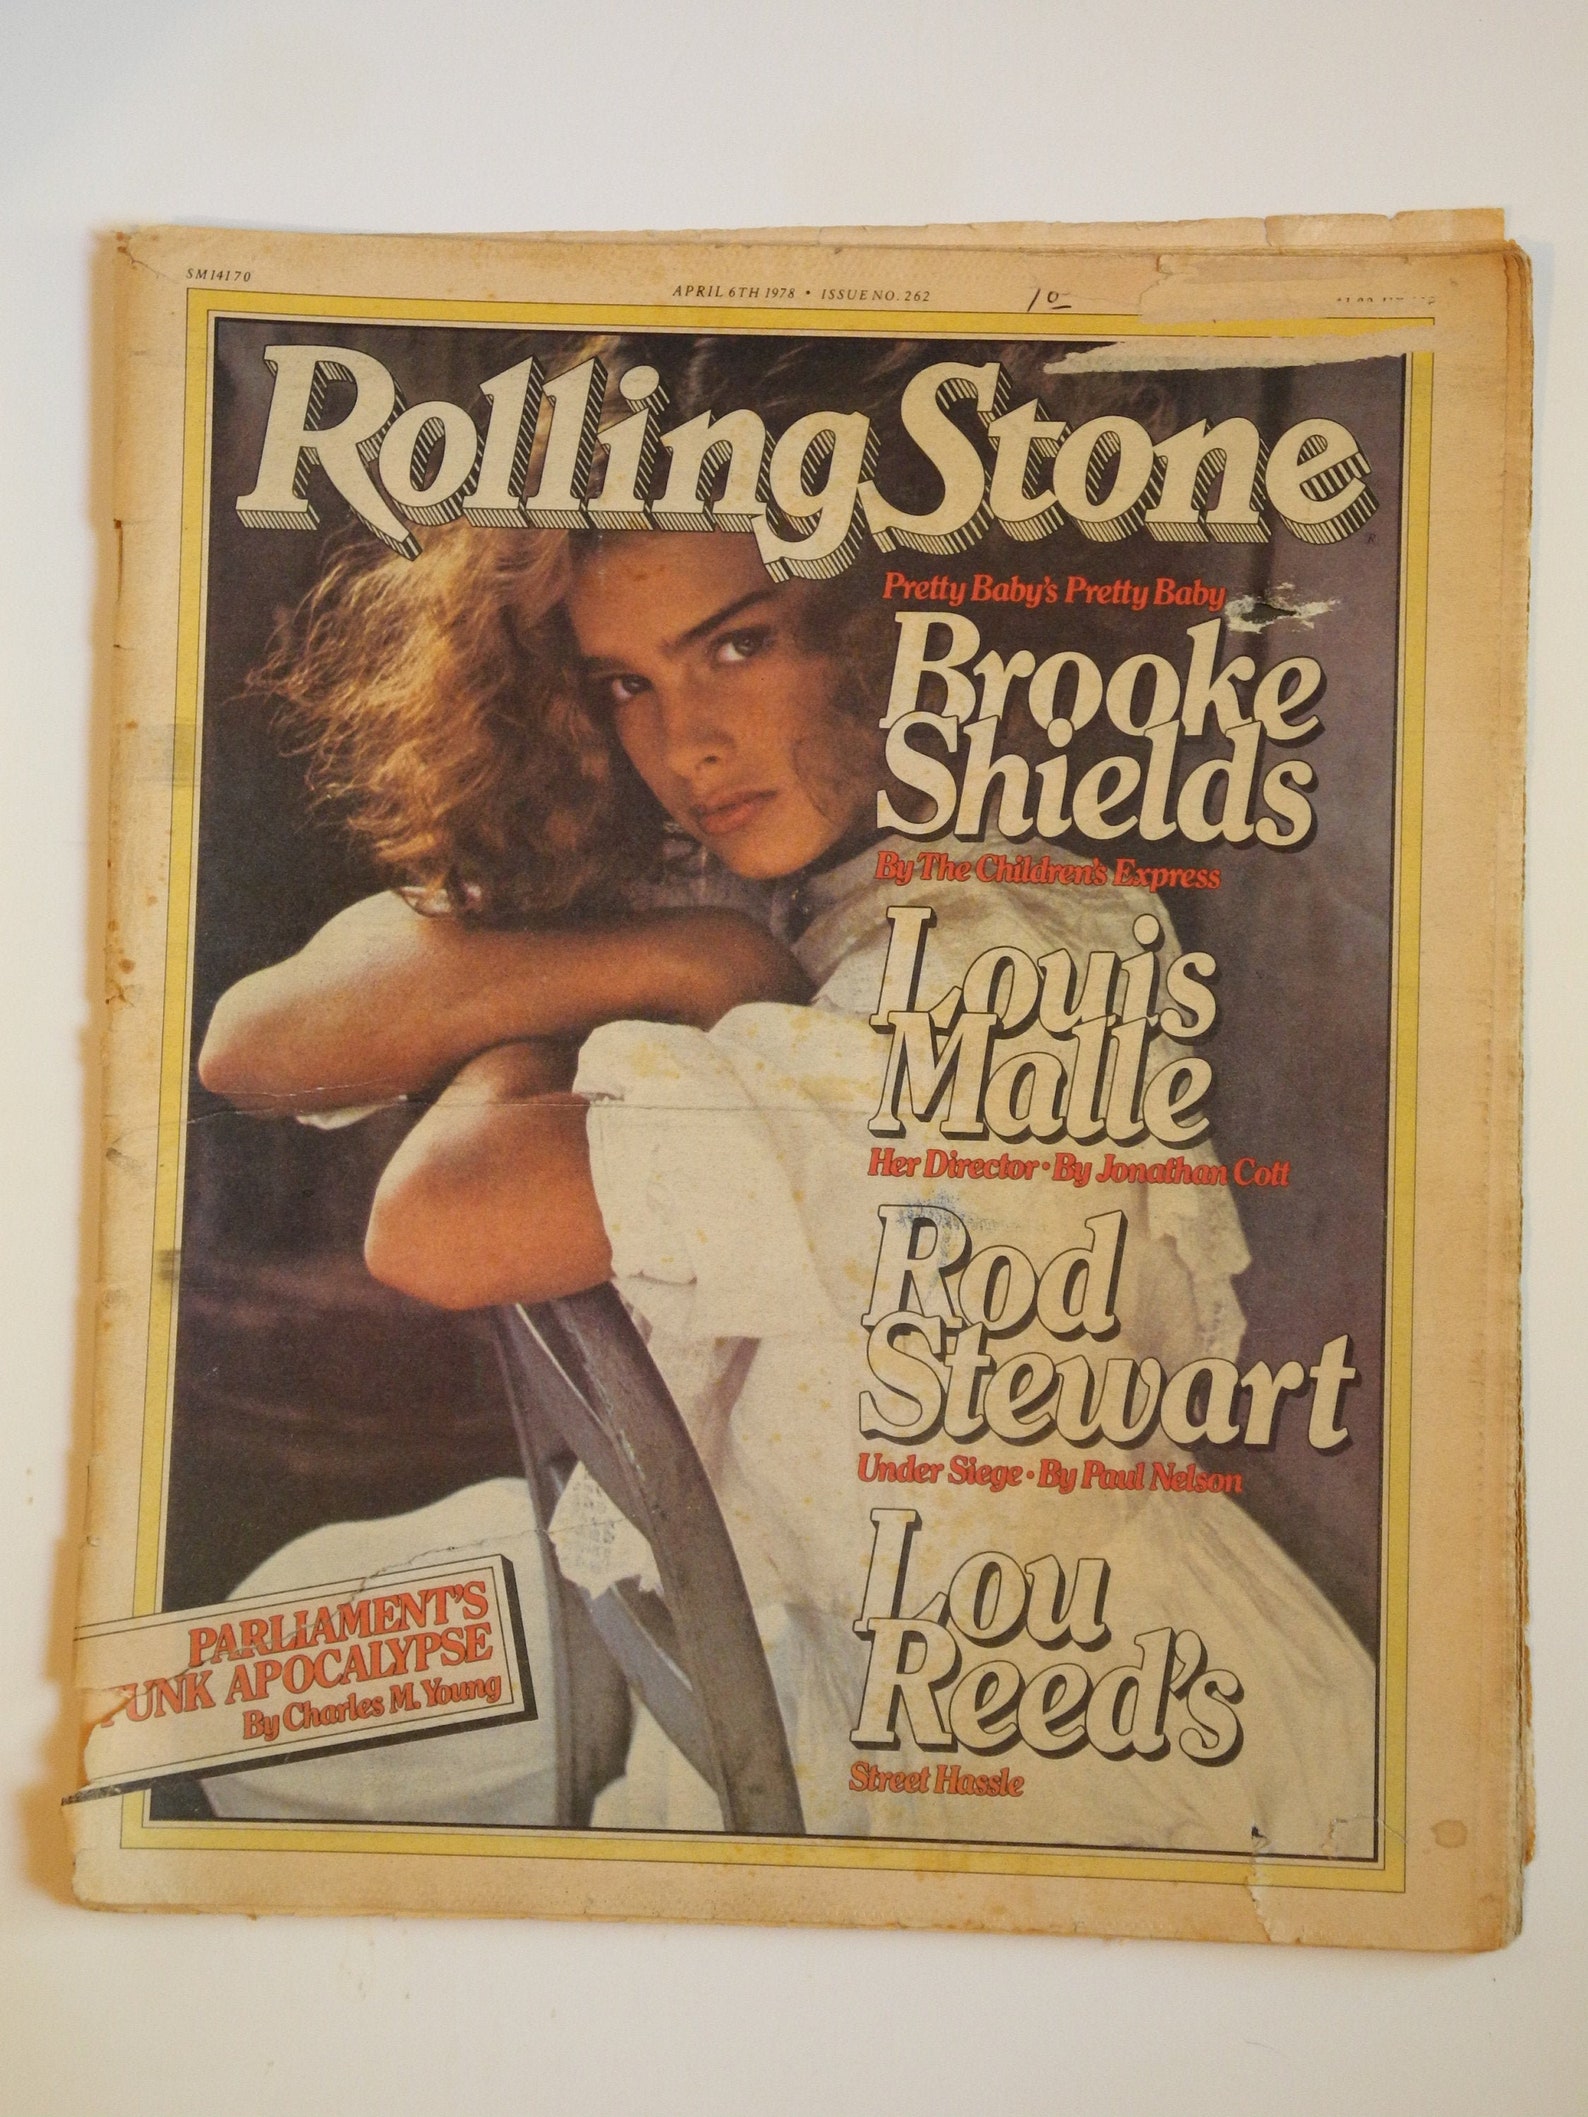 SM14170
APRIL 6TH 1978 • ISSUE NO. 262
10
Rolling Stone
R
Pretty Baby's Pretty Baby
Brooke
Shields
By The Children's Express
Louis
Malle
Her Director • By Jonathan Cott
Rod
Stewart
Under Siege • By Paul Nelson
Lou
Reed's
Street Hassle
PARLIAMENT'S
FUNK APOCALYPSE
By Charles M. Young